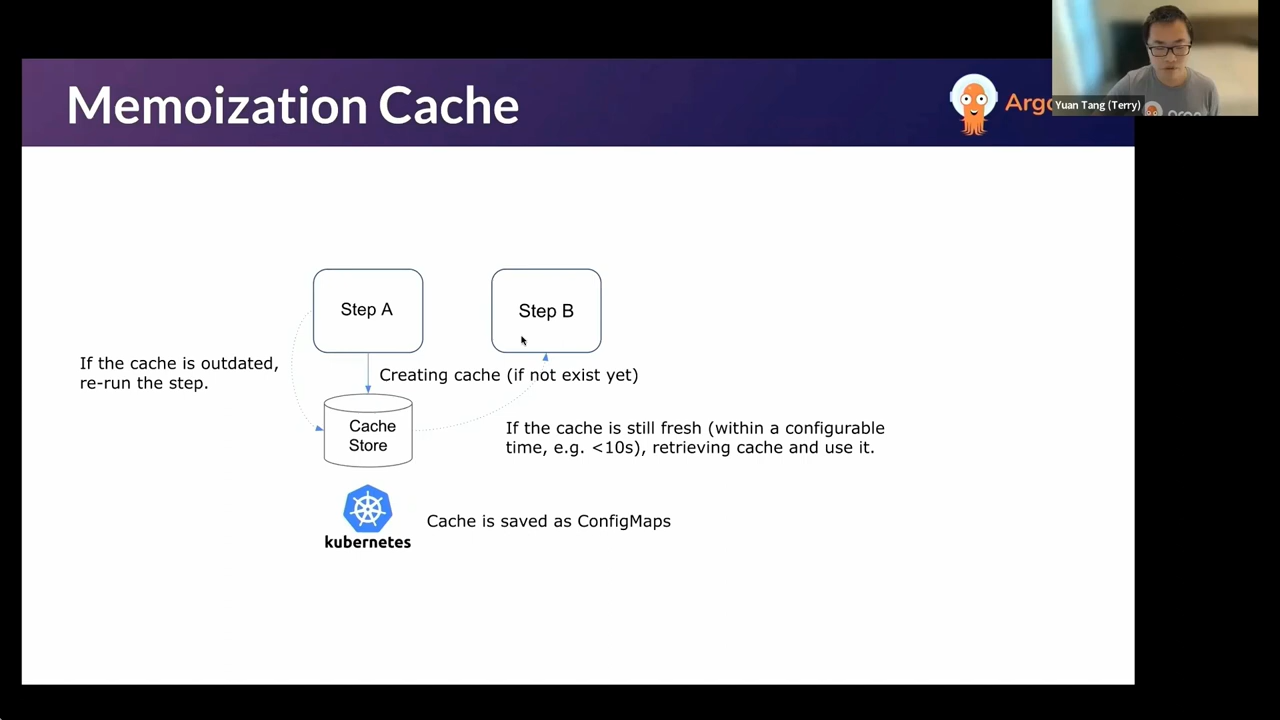 Memoization Cache
Argo
Yuan Tang (Terry)
Step A
Step B
If the cache is outdated,
re-run the step.
Creating cache (if not exist yet)
Cache
Store
If the cache is still fresh (within a configurable
time, e.g. <10s), retrieving cache and use it.
kubernetes
Cache is saved as ConfigMaps